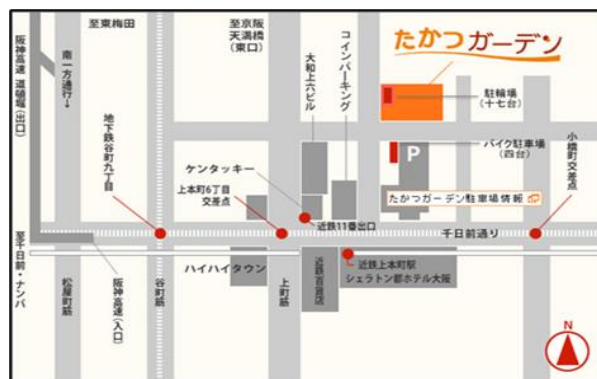 至東梅田
至京阪
天満橋
(東口)
コインパーキング
大和上六ビル
たかつガーデン
駐輪場
(十七台)
バイク駐車場
(四台)
P
小橋町交差点
阪神高速 道頓堀(出口)
南一方通行→
地下鉄谷町九丁目
ケンタッキー
上本町6丁目
交差点
たかつガーデン駐車場情報
近鉄11番出口
千日前通り
至千日前・ナンバ
松屋町筋
阪神高速(入口)
谷町筋
ハイハイタウン
上町筋
近鉄百貨店
近鉄上本町駅
シェラトン都ホテル大阪
N